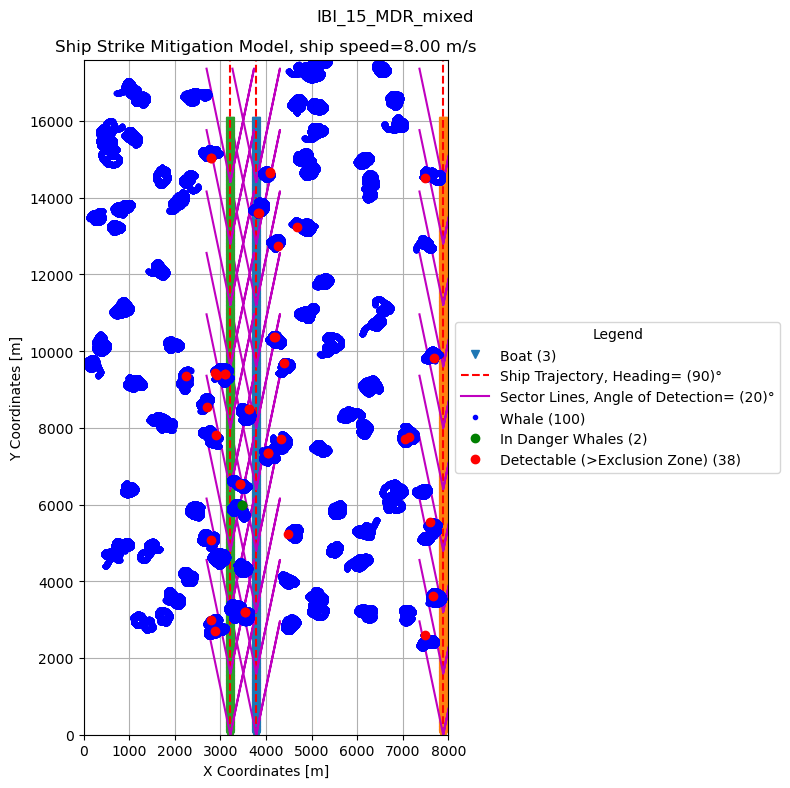 IBI_15_MDR_mixed
Ship Strike Mitigation Model, ship speed=8.00 m/s
Y Coordinates [m]
16000
14000
12000
10000
8000
6000
4000
2000
0
0 1000 2000 3000 4000 5000 6000 7000 8000
X Coordinates [m]
Legend
Boat (3)
Ship Trajectory, Heading= (90)°
Sector Lines, Angle of Detection= (20)°
Whale (100)
In Danger Whales (2)
Detectable (>Exclusion Zone) (38)